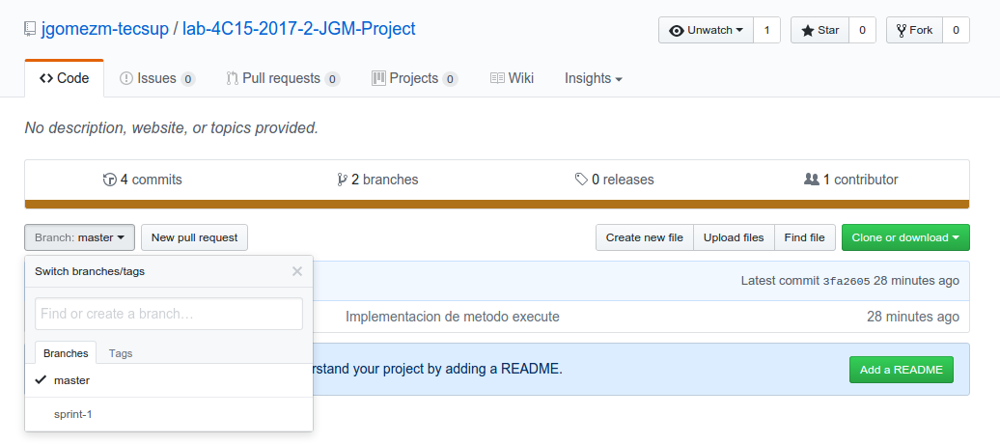 jgomezm-tecsup / lab-4C15-2017-2-JGM-Project
Unwatch 1 Star 0 Fork 0
Code Issues 0 Pull requests 0 Projects 0 Wiki Insights
No description, website, or topics provided.
4 commits 2 branches 0 releases 1 contributor
Branch: master New pull request Create new file Upload files Find file Clone or download
Switch branches/tags
Latest commit 3fa2605 28 minutes ago
Find or create a branch…
Implementacion de metodo execute 28 minutes ago
Branches Tags
rstand your project by adding a README. Add a README
master
sprint-1